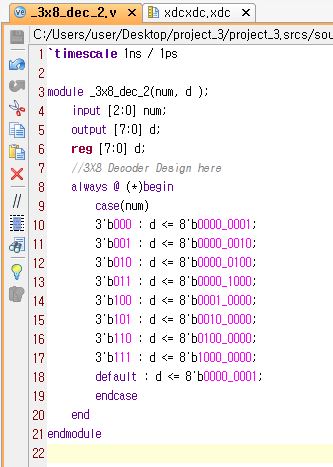 _3x8_dec_2.v xdcxdc.xdc
C:/Users/user/Desktop/project_3/project_3.srcs/sou
1 `timescale 1ns / 1ps
2
3 module _3x8_dec_2(num, d );
4 input [2:0] num;
5 output [7:0] d;
6 reg [7:0] d;
7 //3X8 Decoder Design here
8 always @ (*)begin
9 case(num)
10 3'b000 : d <= 8'b0000_0001;
11 3'b001 : d <= 8'b0000_0010;
12 3'b010 : d <= 8'b0000_0100;
13 3'b011 : d <= 8'b0000_1000;
14 3'b100 : d <= 8'b0001_0000;
15 3'b101 : d <= 8'b0010_0000;
16 3'b110 : d <= 8'b0100_0000;
17 3'b111 : d <= 8'b1000_0000;
18 default : d <= 8'b0000_0001;
19 endcase
20 end
21 endmodule
22